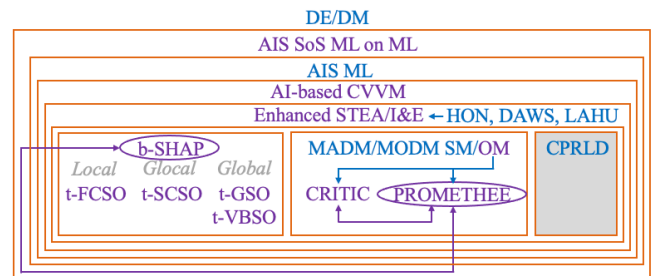 DE/DM
AIS SoS ML on ML
AIS ML
AI-based CVVM
Enhanced STEA/I&E HON, DAWS, LAHU
b-SHAP
Local Glocal Global
t-FCSO t-SCSO t-GSO
t-VBSO
MADM/MODM SM/OM
CRITIC PROMETHEE
CPRLD